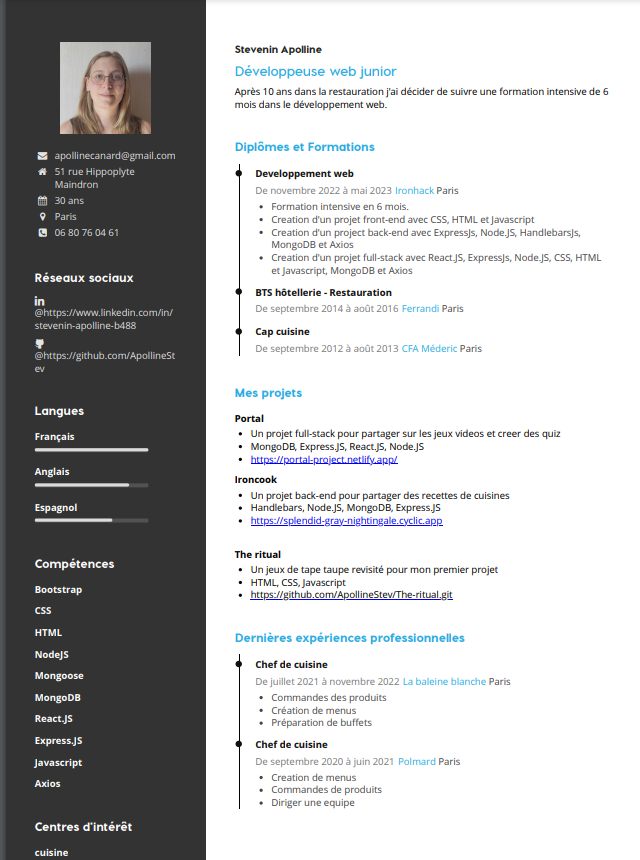 apollinecanard@gmail.com
51 rue Hippoplyte
Maindron
30 ans
Paris
06 80 76 04 61
Réseaux sociaux
@https://www.linkedin.com/in/
stevenin-apolline-b488
@https://github.com/ApollineSt
ev
Langues
Français
Anglais
Espagnol
Compétences
Bootstrap
CSS
HTML
NodeJS
Mongoose
MongoDB
React.JS
Express.JS
Javascript
Axios
Centres d'intérêt
cuisine
Stevenin Apolline
Développeuse web junior
Après 10 ans dans la restauration j'ai décider de suivre une formation intensive de 6
mois dans le développement web.
Diplômes et Formations
Developpement web
De novembre 2022 à mai 2023 Ironhack Paris
• Formation intensive en 6 mois.
• Creation d'un projet front-end avec CSS, HTML et Javascript
• Creation d'un project back-end avec ExpressJs, Node.JS, HandlebarsJs,
MongoDB et Axios
• Creation d'un projet full-stack avec React.JS, ExpressJs, Node.JS, CSS, HTML
et Javascript, MongoDB et Axios
BTS hôtellerie - Restauration
De septembre 2014 à août 2016 Ferrandi Paris
Cap cuisine
De septembre 2012 à août 2013 CFA Méderic Paris
Mes projets
Portal
• Un projet full-stack pour partager sur les jeux videos et creer des quiz
• MongoDB, Express.JS, React.JS, Node.JS
• https://portal-project.netlify.app/
Ironcook
• Un projet back-end pour partager des recettes de cuisines
• Handlebars, Node.JS, MongoDB, Express.JS
• https://splendid-gray-nightingale.cyclic.app
The ritual
• Un jeux de tape taupe revisité pour mon premier projet
• HTML, CSS, Javascript
• https://github.com/ApollineStev/The-ritual.git
Dernières expériences professionnelles
Chef de cuisine
De juillet 2021 à novembre 2022 La baleine blanche Paris
• Commandes des produits
• Création de menus
• Préparation de buffets
Chef de cuisine
De septembre 2020 à juin 2021 Polmard Paris
• Creation de menus
• Commandes de produits
• Diriger une equipe